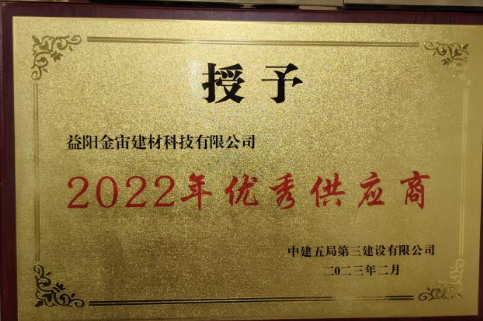 授予
益阳金宙建材科技有限公司
2022年优秀供应商
中建五局第三建设有限公司
二0二三年二月